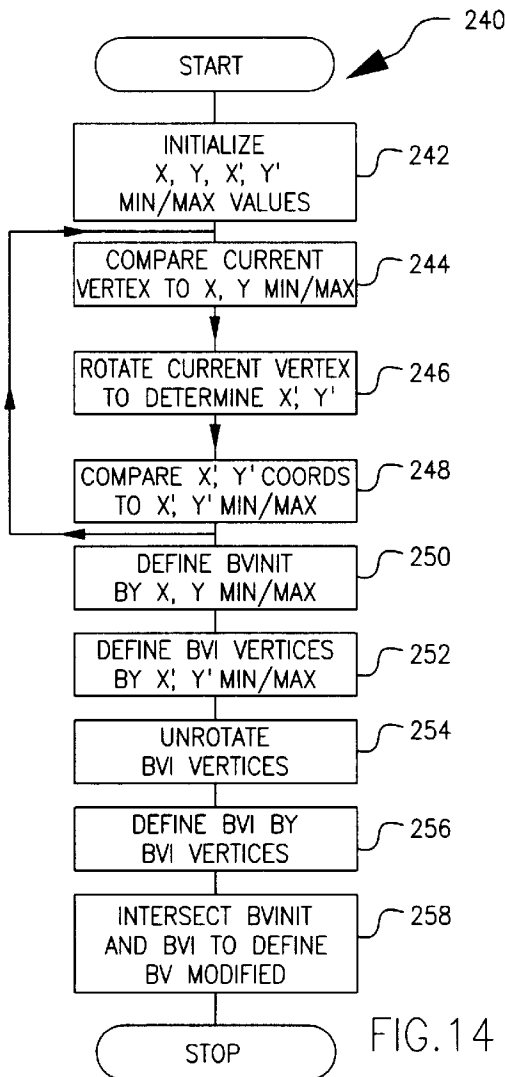 240
START
INITIALIZE
X, Y, X', Y'
MIN/MAX VALUES
242
COMPARE CURRENT
VERTEX TO X, Y MIN/MAX
244
ROTATE CURRENT VERTEX
TO DETERMINE X', Y'
246
COMPARE X', Y' COORDS
TO X', Y' MIN/MAX
248
DEFINE BVINIT
BY X, Y MIN/MAX
250
DEFINE BVI VERTICES
BY X', Y' MIN/MAX
252
UNROTATE
BVI VERTICES
254
DEFINE BVI BY
BVI VERTICES
256
INTERSECT BVINIT
AND BVI TO DEFINE
BV MODIFIED
258
STOP
FIG.14